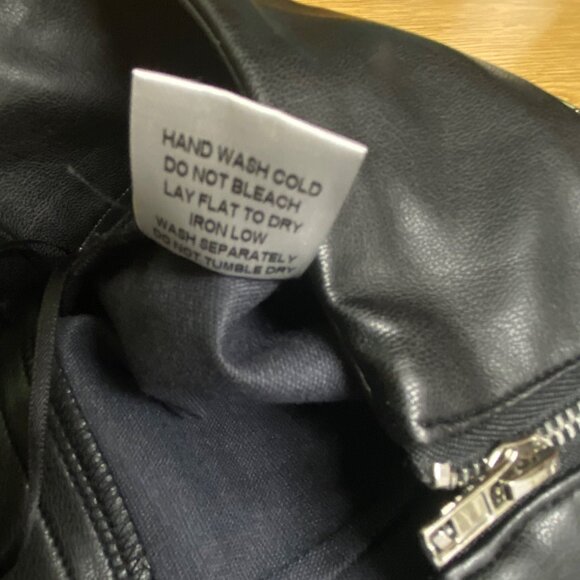 HAND WASH COLD
DO NOT BLEACH
LAY FLAT TO DRY
IRON LOW
WASH SEPARATELY
DO NOT TUMBLE DRY